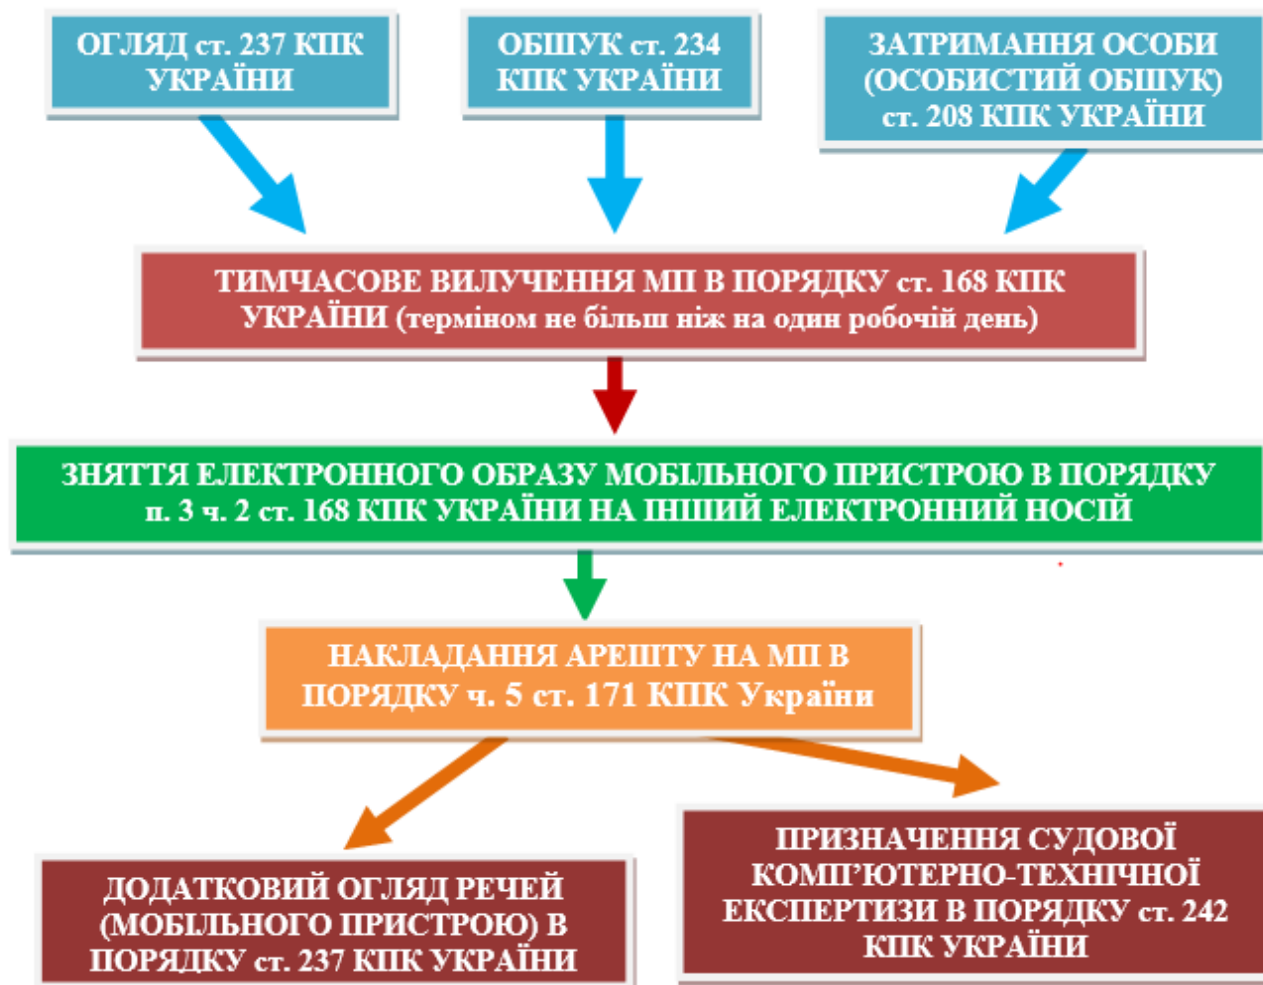 ОГЛЯД ст. 237 КПК
УКРАЇНИ
ОБШУК ст. 234
КПК УКРАЇНИ
ЗАТРИМАННЯ ОСОБИ
(ОСОБИСТИЙ ОБШУК)
ст. 208 КПК УКРАЇНИ
ТИМЧАСОВЕ ВИЛУЧЕННЯ МП В ПОРЯДКУ ст. 168 КПК
УКРАЇНИ (терміном не більш ніж на один робочій день)
ЗНЯТТЯ ЕЛЕКТРОННОГО ОБРАЗУ МОБІЛЬНОГО ПРИСТРОЮ В ПОРЯДКУ
п. 3 ч. 2 ст. 168 КПК УКРАЇНИ НА ІНШИЙ ЕЛЕКТРОННИЙ НОСІЙ
НАКЛАДАННЯ АРЕШТУ НА МП В
ПОРЯДКУ ч. 5 ст. 171 КПК України
ДОДАТКОВИЙ ОГЛЯД РЕЧЕЙ
(МОБІЛЬНОГО ПРИСТРОЮ) В
ПОРЯДКУ ст. 237 КПК УКРАЇНИ
ПРИЗНАЧЕННЯ СУДОВОЇ
КОМП’ЮТЕРНО-ТЕХНІЧНОЇ
ЕКСПЕРТИЗИ В ПОРЯДКУ ст. 242
КПК УКРАЇНИ